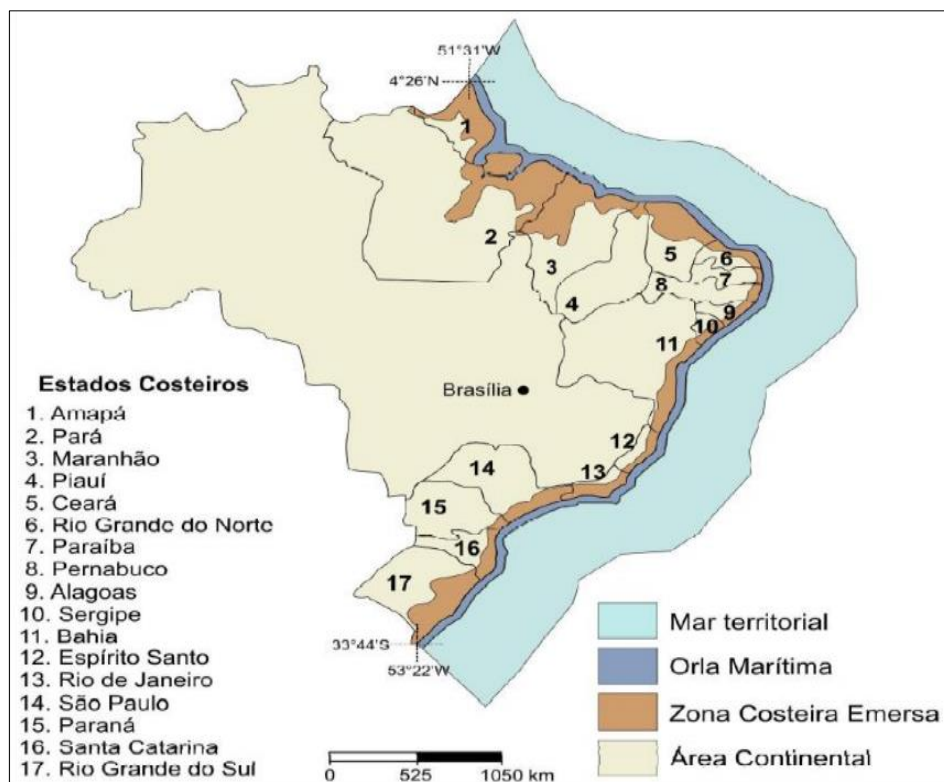 51°31'W
4°26'N
1
2
3
4
5
6
7
8
9
10
11
Brasília
12
13
14
15
16
17
33°44'S
53°22'W
Estados Costeiros
1. Amapá
2. Pará
3. Maranhão
4. Piauí
5. Ceará
6. Rio Grande do Norte
7. Paraíba
8. Pernabuco
9. Alagoas
10. Sergipe
11. Bahia
12. Espírito Santo
13. Rio de Janeiro
14. São Paulo
15. Paraná
16. Santa Catarina
17. Rio Grande do Sul
Mar territorial
Orla Marítima
Zona Costeira Emersa
Área Continental
0 525 1050 km